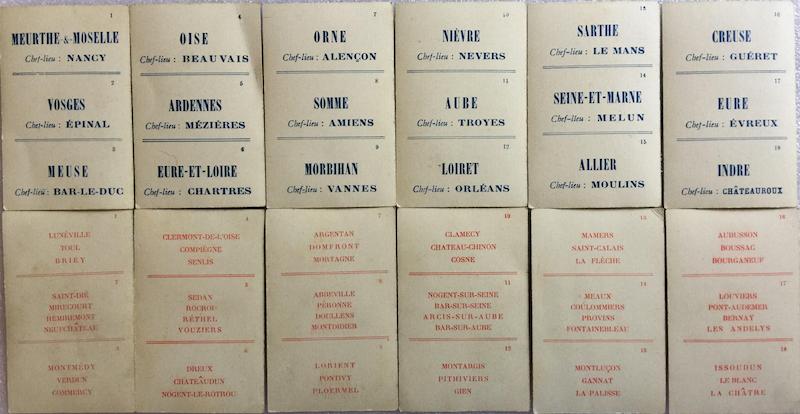 1
MEURTHE-&-MOSELLE
Chef-lieu : NANCY
2
VOSGES
Chef-lieu : ÉPINAL
3
MEUSE
Chef-lieu : BAR-LE-DUC
4
OISE
Chef-lieu : BEAUVAIS
5
ARDENNES
Chef-lieu : MÉZIÈRES
6
EURE-ET-LOIRE
Chef-lieu : CHARTRES
7
ORNE
Chef-lieu : ALENÇON
8
SOMME
Chef-lieu : AMIENS
9
MORBIHAN
Chef-lieu : VANNES
10
NIÈVRE
Chef-lieu : NEVERS
11
AUBE
Chef-lieu : TROYES
12
LOIRET
Chef-lieu : ORLÉANS
13
SARTHE
Chef-lieu : LE MANS
14
SEINE-ET-MARNE
Chef-lieu : MELUN
15
ALLIER
Chef-lieu : MOULINS
16
CREUSE
Chef-lieu : GUÉRET
17
EURE
Chef-lieu : ÉVREUX
18
INDRE
Chef-lieu : CHÂTEAUROUX
1
LUNÉVILLE
TOUL
BRIEY
2
SAINT-DIÉ
MIRECOURT
REMIREMONT
NEUFCHÂTEAU
3
MONTMÉDY
VERDUN
COMMERCY
4
CLERMONT-DE-L'OISE
COMPIÈGNE
SENLIS
5
SEDAN
ROCROI
RÉTHEL
VOUZIERS
6
DREUX
CHATEÂUDUN
NOGENT-LE-ROTROU
7
ARGENTAN
DOMFRONT
MORTAGNE
8
ABBEVILLE
PÉRONNE
DOULLENS
MONTDIDIER
9
LORIENT
PONTIVY
PLOERMEL
10
CLAMECY
CHATEAU-CHINON
COSNE
11
NOGENT-SUR-SEINE
BAR-SUR-SEINE
ARCIS-SUR-AUBE
BAR-SUR-AUBE
12
MONTARGIS
PITHIVIERS
GIEN
13
MAMERS
SAINT-CALAIS
LA FLÈCHE
14
MEAUX
COULOMMIERS
PROVINS
FONTAINEBLEAU
15
MONTLUÇON
GANNAT
LA PALISSE
16
AUBUSSON
BOUSSAC
BOURGANEUF
17
LOUVIERS
PONT-AUDEMER
BERNAY
LES ANDELYS
18
ISSOUDUN
LE BLANC
LA CHÂTRE